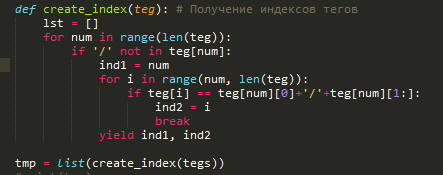 def create_index(teg): # Получение индексов тегов
    lst = []
    for num in range(len(teg)):
        if '/' not in teg[num]:
            ind1 = num
            for i in range(num, len(teg)):
                if teg[i] == teg[num][0]+'/'+teg[num][1:]:
                    ind2 = i
                    break
            yield ind1, ind2

tmp = list(create_index(tegs))